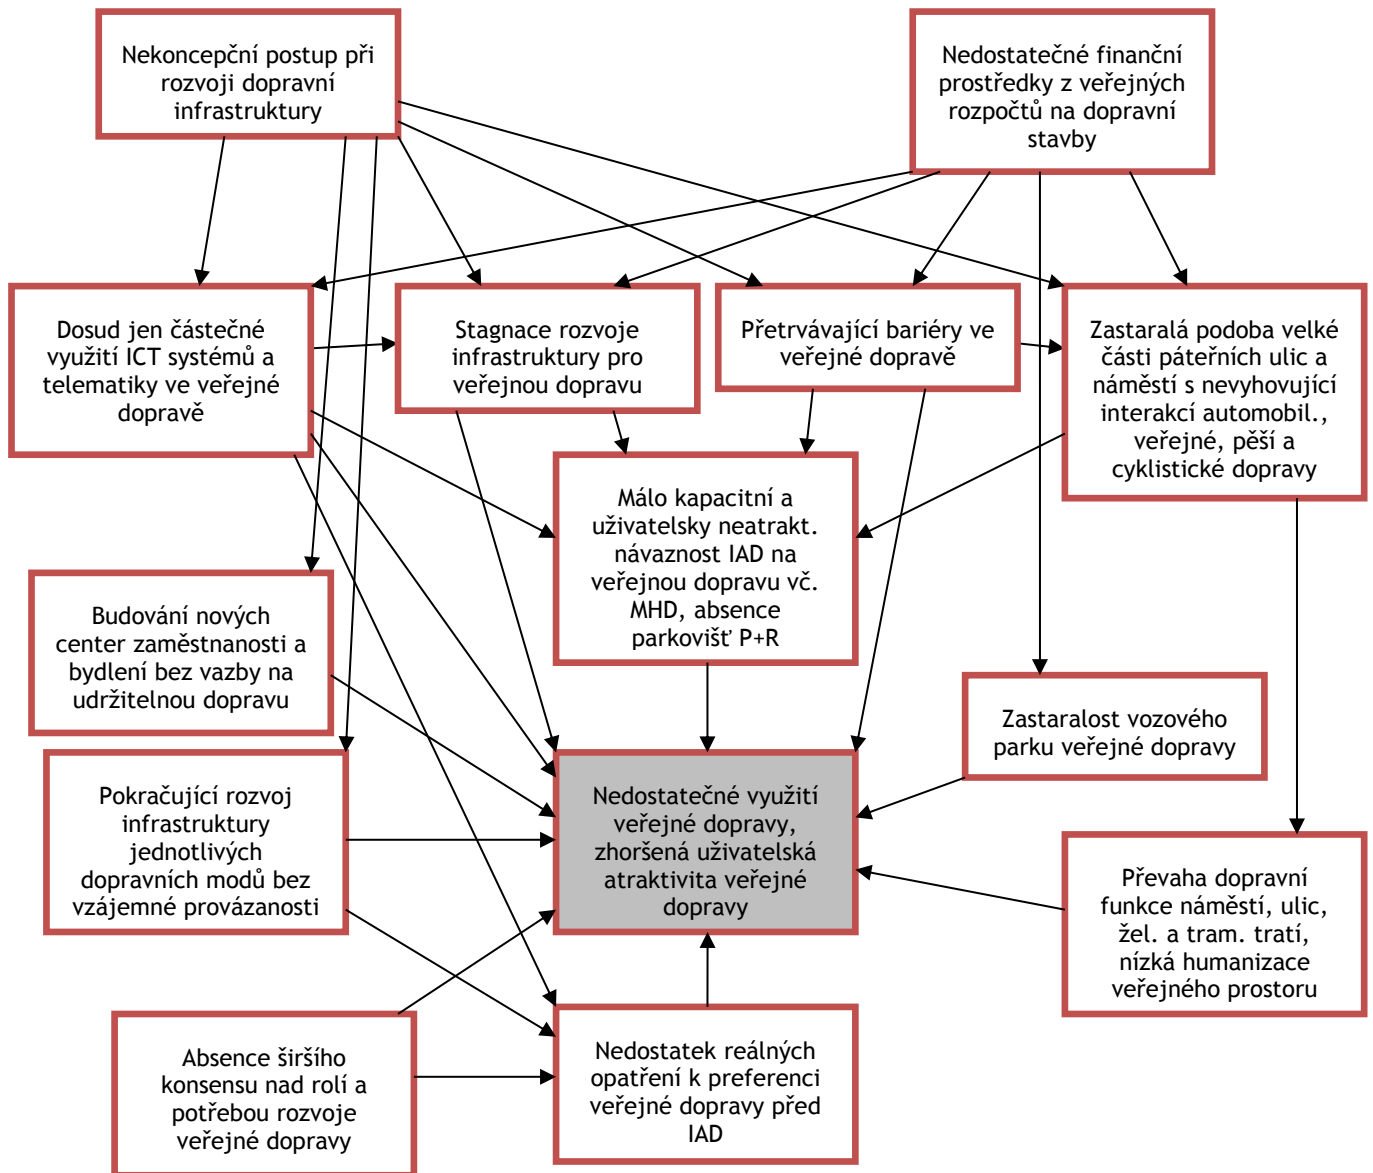 Nekoncepční postup při
rozvoji dopravní
infrastruktury
Nedostatečné finanční
prostředky z veřejných
rozpočtů na dopravní
stavby
Dosud jen částečné
využití ICT systémů a
telematiky ve veřejné
dopravě
Stagnace rozvoje
infrastruktury pro
veřejnou dopravu
Přetrvávající bariéry ve
veřejné dopravě
Zastaralá podoba velké
části páteřních ulic a
náměstí s nevyhovující
interakcí automobil.,
veřejné, pěší a
cyklistické dopravy
Málo kapacitní a
uživatelsky neatrakt.
návaznost IAD na
veřejnou dopravu vč.
MHD, absence
parkovišť P+R
Budování nových
center zaměstnanosti a
bydlení bez vazby na
udržitelnou dopravu
Zastaralost vozového
parku veřejné dopravy
Pokračující rozvoj
infrastruktury
jednotlivých
dopravních modů bez
vzájemné provázanosti
Nedostatečné využití
veřejné dopravy,
zhoršená uživatelská
atraktivita veřejné
dopravy
Převaha dopravní
funkce náměstí, ulic,
žel. a tram. tratí,
nízká humanizace
veřejného prostoru
Absence širšího
konsensu nad rolí a
potřebou rozvoje
veřejné dopravy
Nedostatek reálných
opatření k preferenci
veřejné dopravy před
IAD